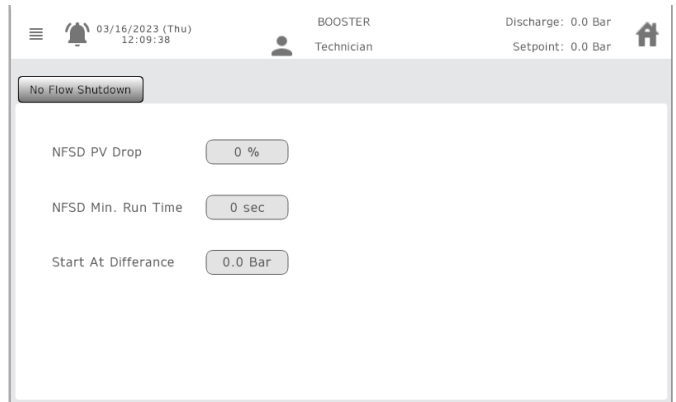 03/16/2023 (Thu)
12:09:38
BOOSTER
Technician
Discharge: 0.0 Bar
Setpoint: 0.0 Bar
No Flow Shutdown
NFSD PV Drop 0 %
NFSD Min. Run Time 0 sec
Start At Differance 0.0 Bar